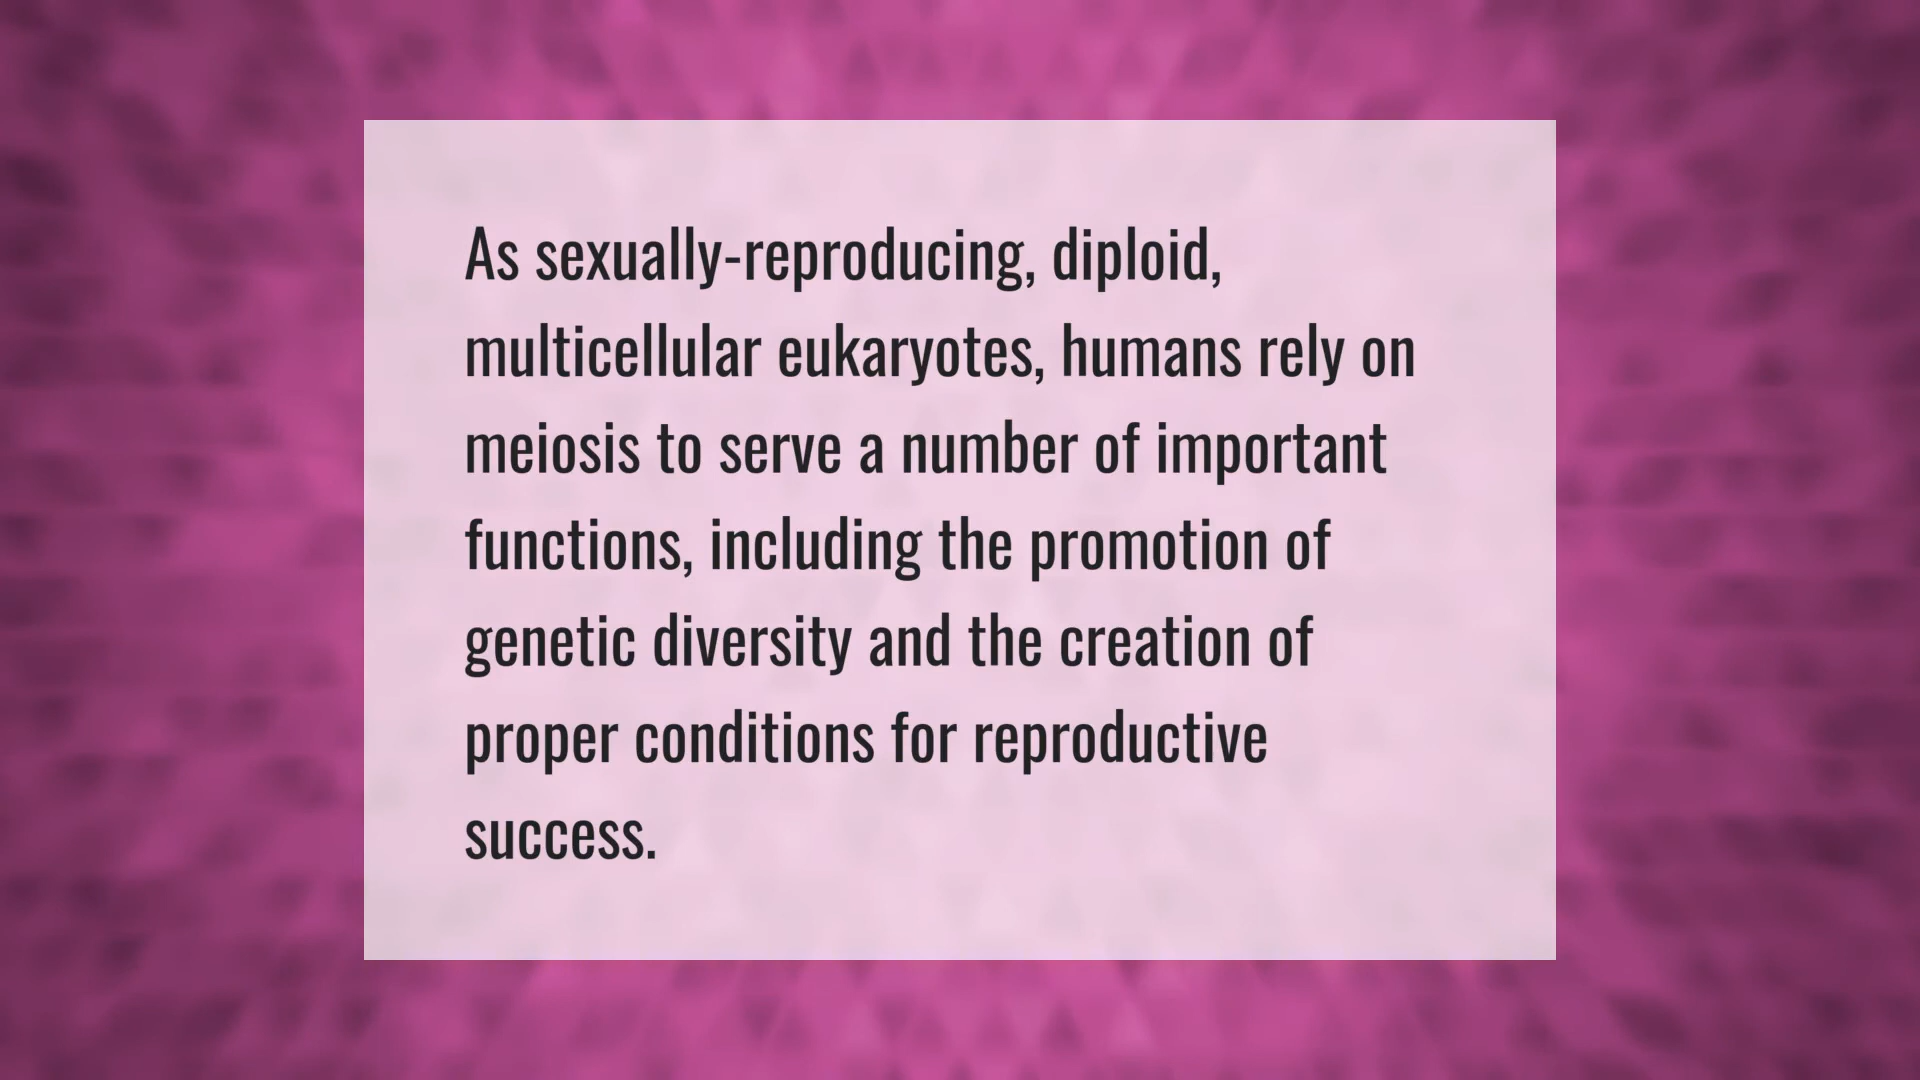 As sexually-reproducing, diploid,
multicellular eukaryotes, humans rely on
meiosis to serve a number of important
functions, including the promotion of
genetic diversity and the creation of
proper conditions for reproductive
success.